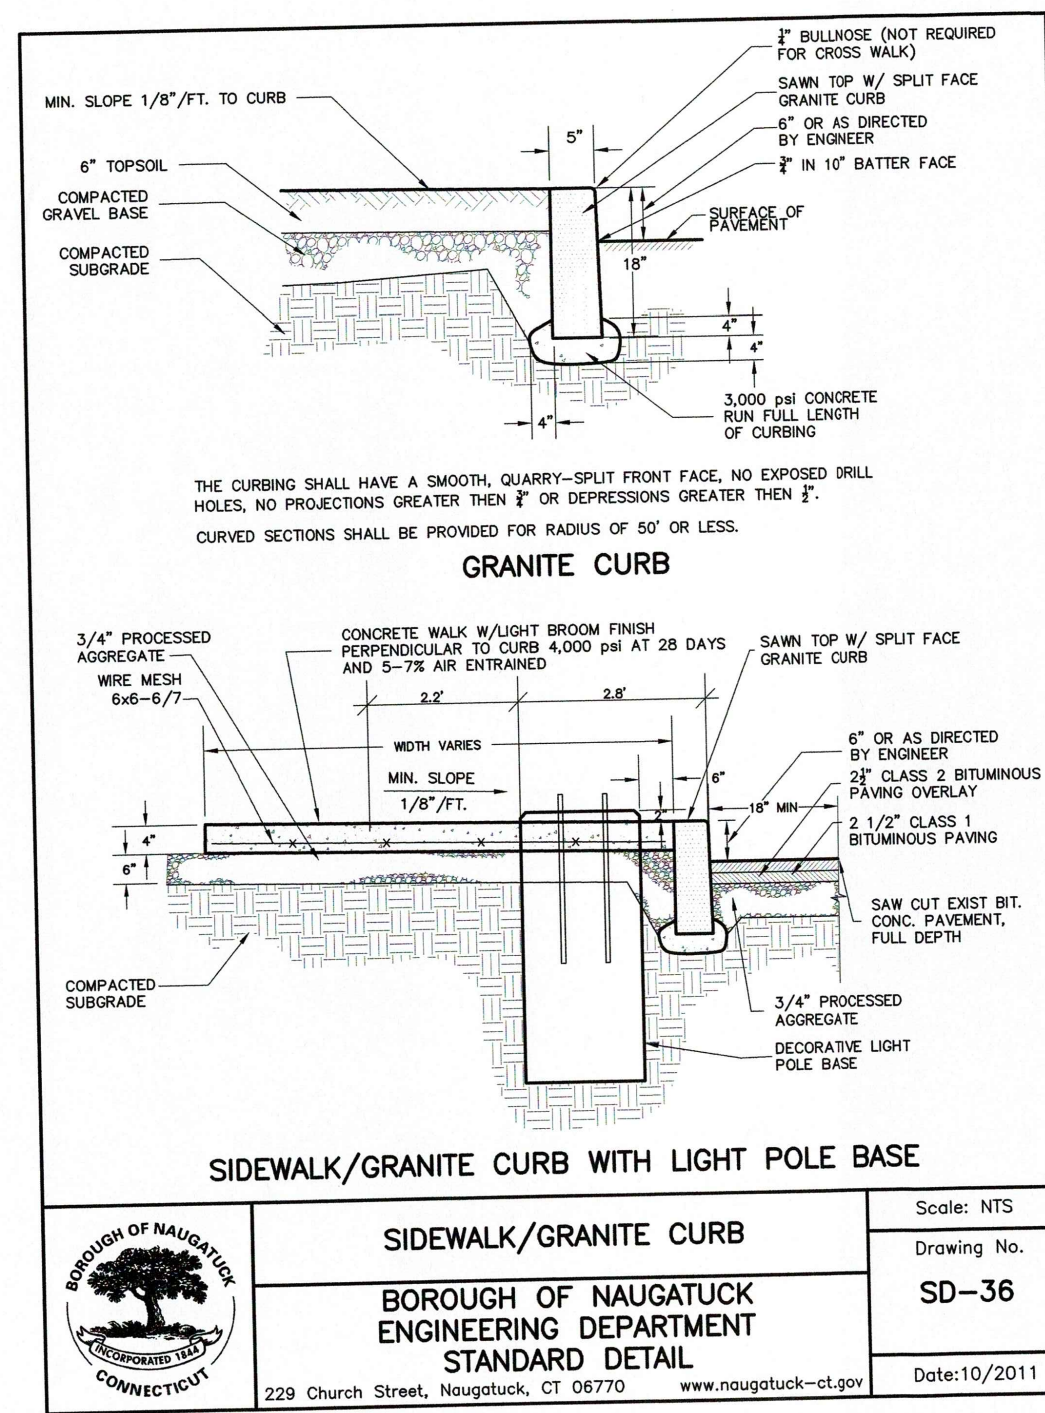 ¼" BULLNOSE (NOT REQUIRED
FOR CROSS WALK)
SAWN TOP W/ SPLIT FACE
GRANITE CURB
MIN. SLOPE 1/8"/FT. TO CURB
5"
6" OR AS DIRECTED
BY ENGINEER
6" TOPSOIL
¾" IN 10" BATTER FACE
COMPACTED
GRAVEL BASE
SURFACE OF
PAVEMENT
COMPACTED
SUBGRADE
18"
4"
4"
4"
3,000 psi CONCRETE
RUN FULL LENGTH
OF CURBING
THE CURBING SHALL HAVE A SMOOTH, QUARRY-SPLIT FRONT FACE, NO EXPOSED DRILL
HOLES, NO PROJECTIONS GREATER THEN ¾" OR DEPRESSIONS GREATER THEN ½".
CURVED SECTIONS SHALL BE PROVIDED FOR RADIUS OF 50' OR LESS.
GRANITE CURB
3/4" PROCESSED
AGGREGATE
WIRE MESH
6x6-6/7
CONCRETE WALK W/LIGHT BROOM FINISH
PERPENDICULAR TO CURB 4,000 psi AT 28 DAYS
AND 5-7% AIR ENTRAINED
SAWN TOP W/ SPLIT FACE
GRANITE CURB
2.2'
2.8'
WIDTH VARIES
6" OR AS DIRECTED
BY ENGINEER
MIN. SLOPE
1/8"/FT.
6"
2½" CLASS 2 BITUMINOUS
PAVING OVERLAY
2"
18" MIN
2 1/2" CLASS 1
BITUMINOUS PAVING
4"
6"
SAW CUT EXIST BIT.
CONC. PAVEMENT,
FULL DEPTH
COMPACTED
SUBGRADE
3/4" PROCESSED
AGGREGATE
DECORATIVE LIGHT
POLE BASE
SIDEWALK/GRANITE CURB WITH LIGHT POLE BASE
BOROUGH OF NAUGATUCK
INCORPORATED 1844
CONNECTICUT
SIDEWALK/GRANITE CURB
BOROUGH OF NAUGATUCK
ENGINEERING DEPARTMENT
STANDARD DETAIL
229 Church Street, Naugatuck, CT 06770 www.naugatuck-ct.gov
Scale: NTS
Drawing No.
SD-36
Date:10/2011